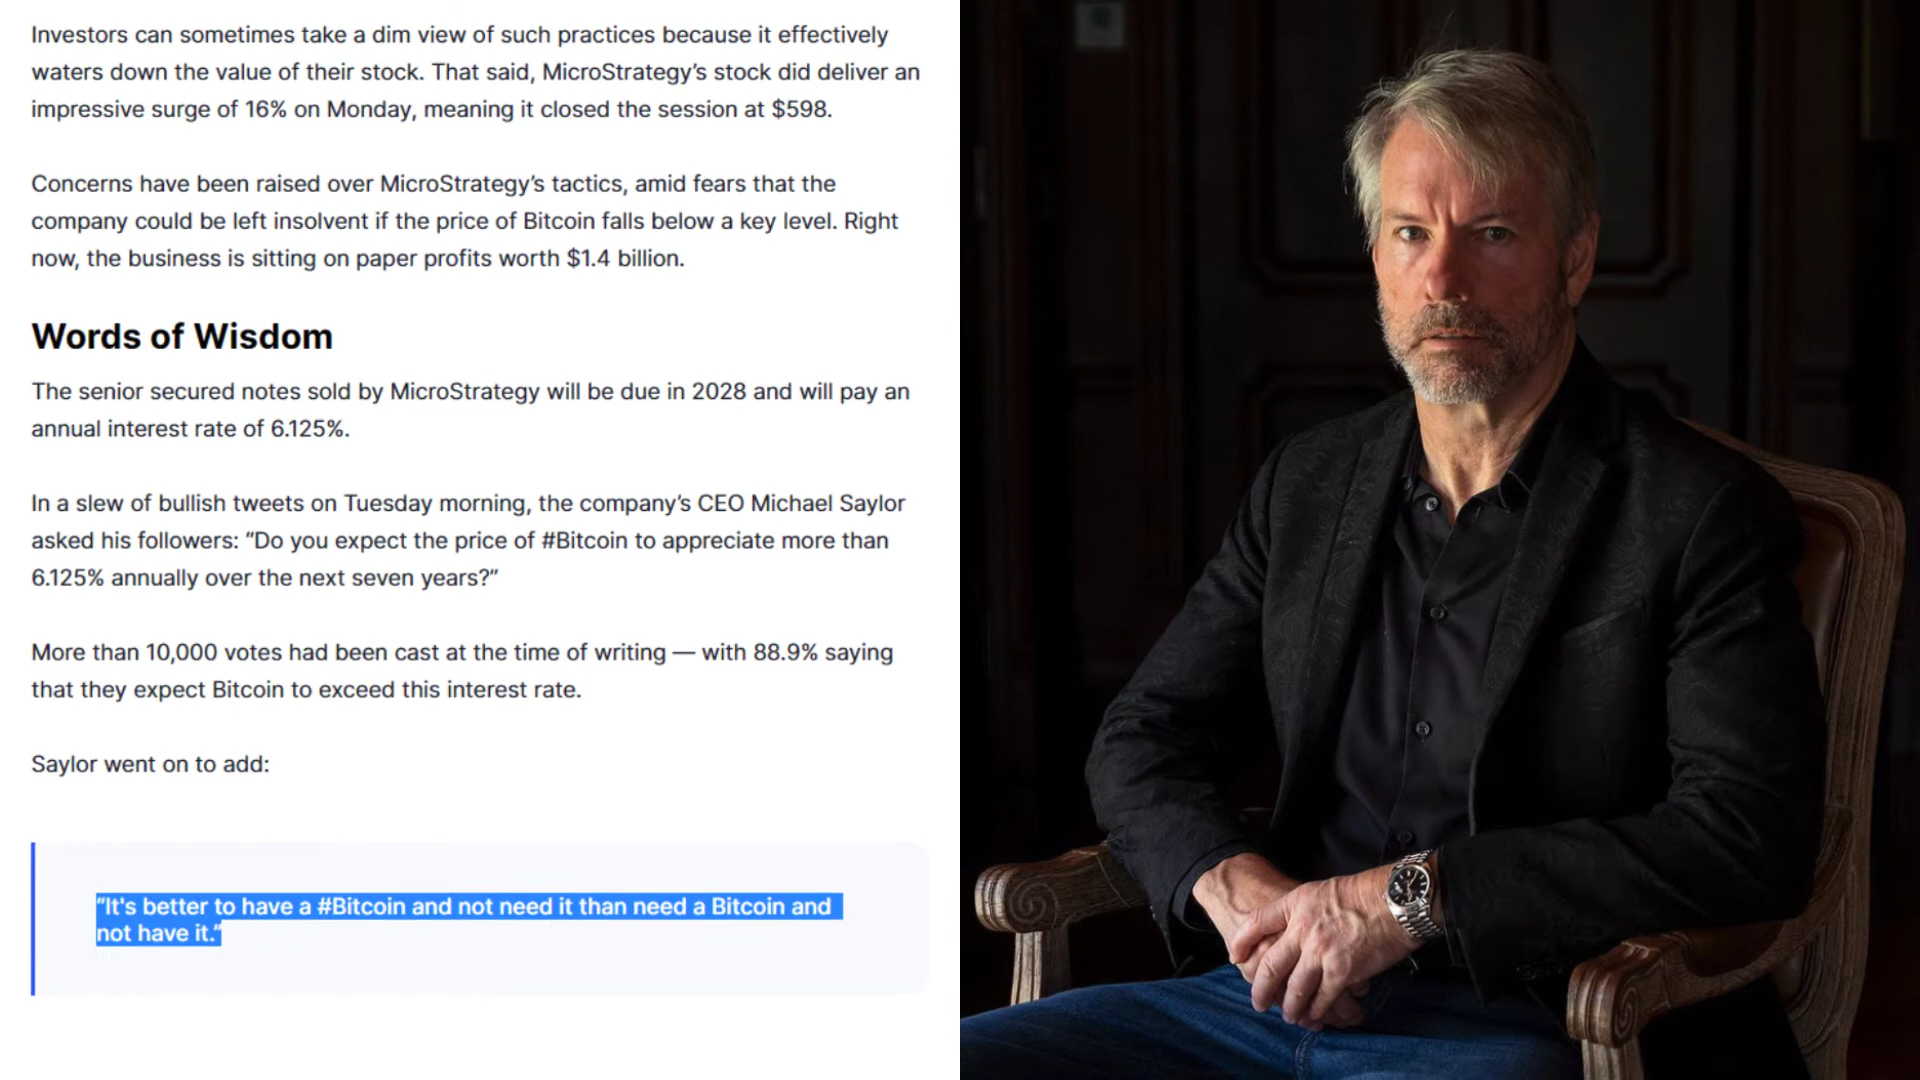 Investors can sometimes take a dim view of such practices because it effectively
waters down the value of their stock. That said, MicroStrategy’s stock did deliver an
impressive surge of 16% on Monday, meaning it closed the session at $598.
Concerns have been raised over MicroStrategy’s tactics, amid fears that the
company could be left insolvent if the price of Bitcoin falls below a key level. Right
now, the business is sitting on paper profits worth $1.4 billion.
Words of Wisdom
The senior secured notes sold by MicroStrategy will be due in 2028 and will pay an
annual interest rate of 6.125%.
In a slew of bullish tweets on Tuesday morning, the company’s CEO Michael Saylor
asked his followers: “Do you expect the price of #Bitcoin to appreciate more than
6.125% annually over the next seven years?”
More than 10,000 votes had been cast at the time of writing — with 88.9% saying
that they expect Bitcoin to exceed this interest rate.
Saylor went on to add:
“It's better to have a #Bitcoin and not need it than need a Bitcoin and
not have it.”